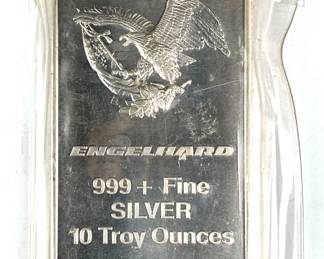 ENGELHARD
999 + Fine
SILVER
10 Troy Ounces